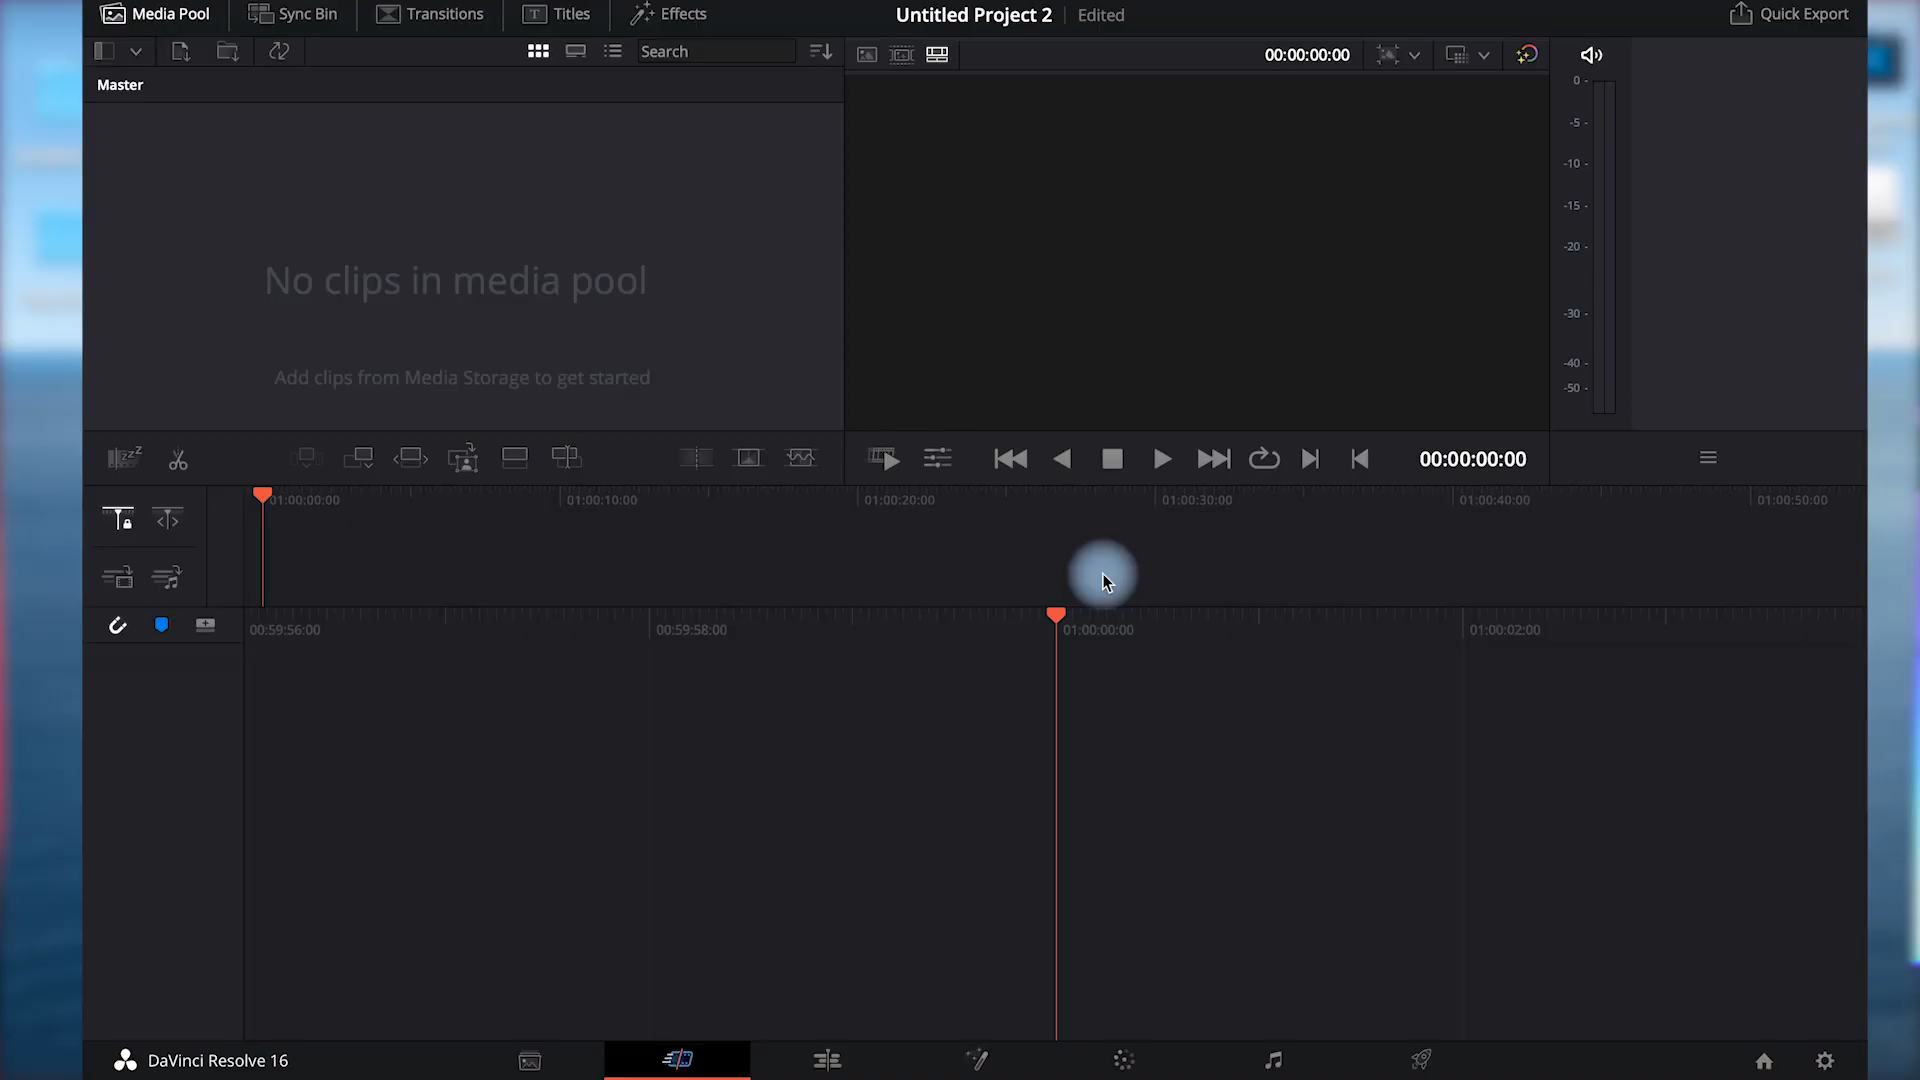 Media Pool
Sync Bin
Transitions
Titles
Effects
Untitled Project 2
Edited
Quick Export
Search
00:00:00:00
Master
No clips in media pool
Add clips from Media Storage to get started
0
-5
-10
-15
-20
-30
-40
-50
00:00:00:00
01:00:00:00
01:00:10:00
01:00:20:00
01:00:30:00
01:00:40:00
01:00:50:00
00:59:56:00
00:59:58:00
01:00:00:00
01:00:02:00
DaVinci Resolve 16